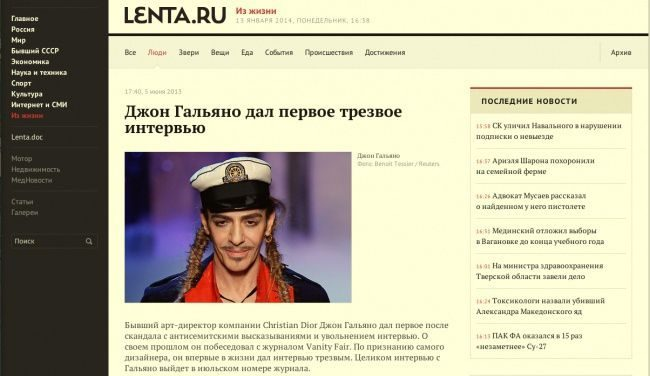 Главное
Россия
Мир
Бывший СССР
Экономика
Наука и техника
Спорт
Культура
Интернет и СМИ
Из жизни
Lenta.doc
Мотор
Недвижимость
МедНовости
Статьи
Галереи
Поиск
LENTA.RU
Из жизни
13 ЯНВАРЯ 2014, ПОНЕДЕЛЬНИК, 16:38
Все Люди Звери Вещи Еда События Происшествия Достижения Архив
17:40, 5 июня 2013
Джон Гальяно дал первое трезвое
интервью
Джон Гальяно
Фото: Benoit Tessier / Reuters
Бывший арт-директор компании Christian Dior Джон Гальяно дал первое после
скандала с антисемитскими высказываниями и увольнением интервью. О
своем прошлом он побеседовал с журналом Vanity Fair. По признанию самого
дизайнера, он впервые в жизни дал интервью трезвым. Целиком интервью с
Гальяно выйдет в июльском номере журнала.
ПОСЛЕДНИЕ НОВОСТИ
15:58 СК уличил Навального в нарушении
подписки о невыезде
16:37 Ариэля Шарона похоронили
на семейной ферме
16:26 Адвокат Мусаев рассказал
о найденном у него пистолете
16:31 Мединский отложил выборы
в Вагановке до конца учебного года
16:01 На министра здравоохранения
Тверской области завели дело
16:24 Токсикологи назвали убивший
Александра Македонского яд
16:15 ПАК ФА оказался в 15 раз
«незаметнее» Су-27